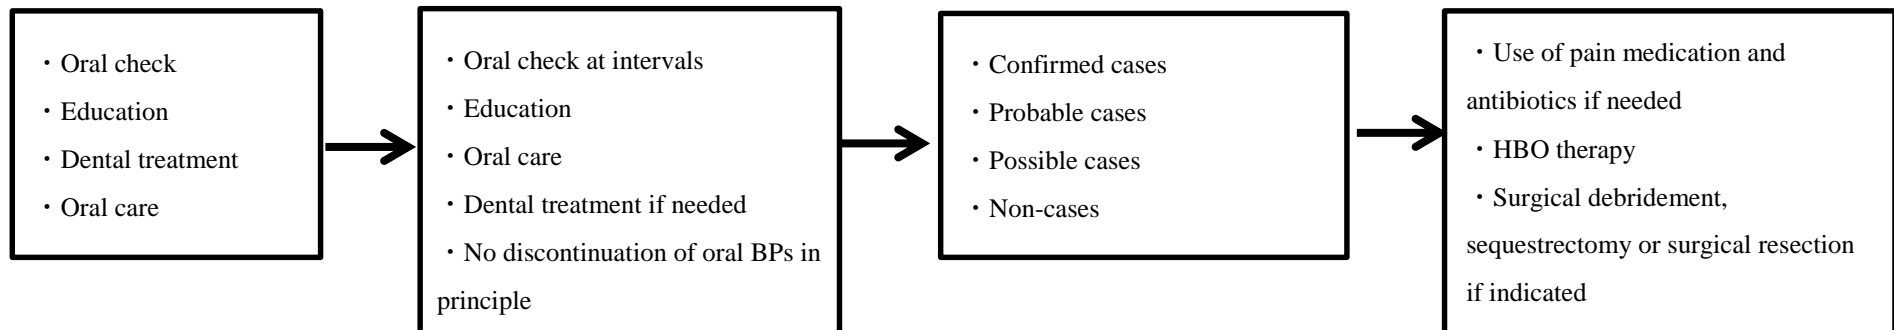 ・Oral check
・Education
・Dental treatment
・Oral care
・Oral check at intervals
・Education
・Oral care
・Dental treatment if needed
・No discontinuation of oral BPs in
principle
・Confirmed cases
・Probable cases
・Possible cases
・Non-cases
・Use of pain medication and
antibiotics if needed
・HBO therapy
・Surgical debridement,
sequestrectomy or surgical resection
if indicated